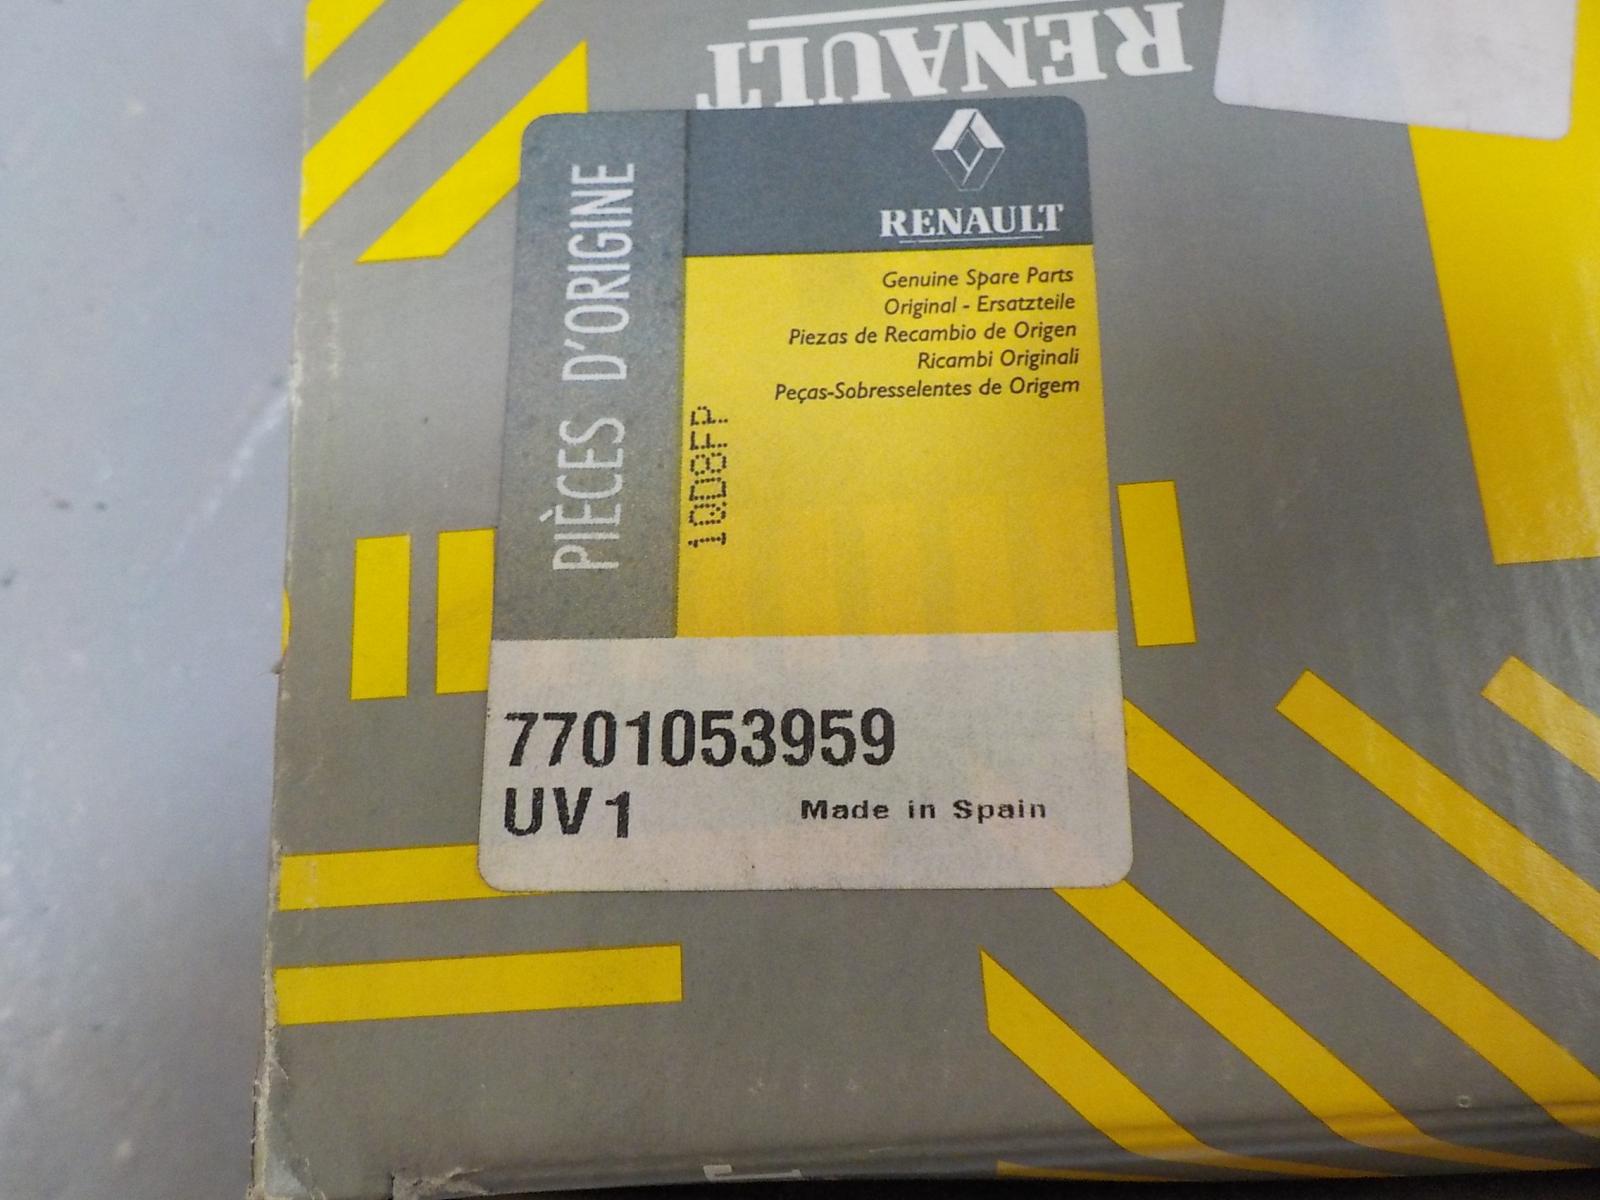 RENAULT
RENAULT
PIÈCES D'ORIGINE
Genuine Spare Parts
Original - Ersatzteile
Piezas de Recambio de Origen
Ricambi Originali
Peças-Sobresselentes de Origem
10D8FP
7701053959
UV1
Made in Spain